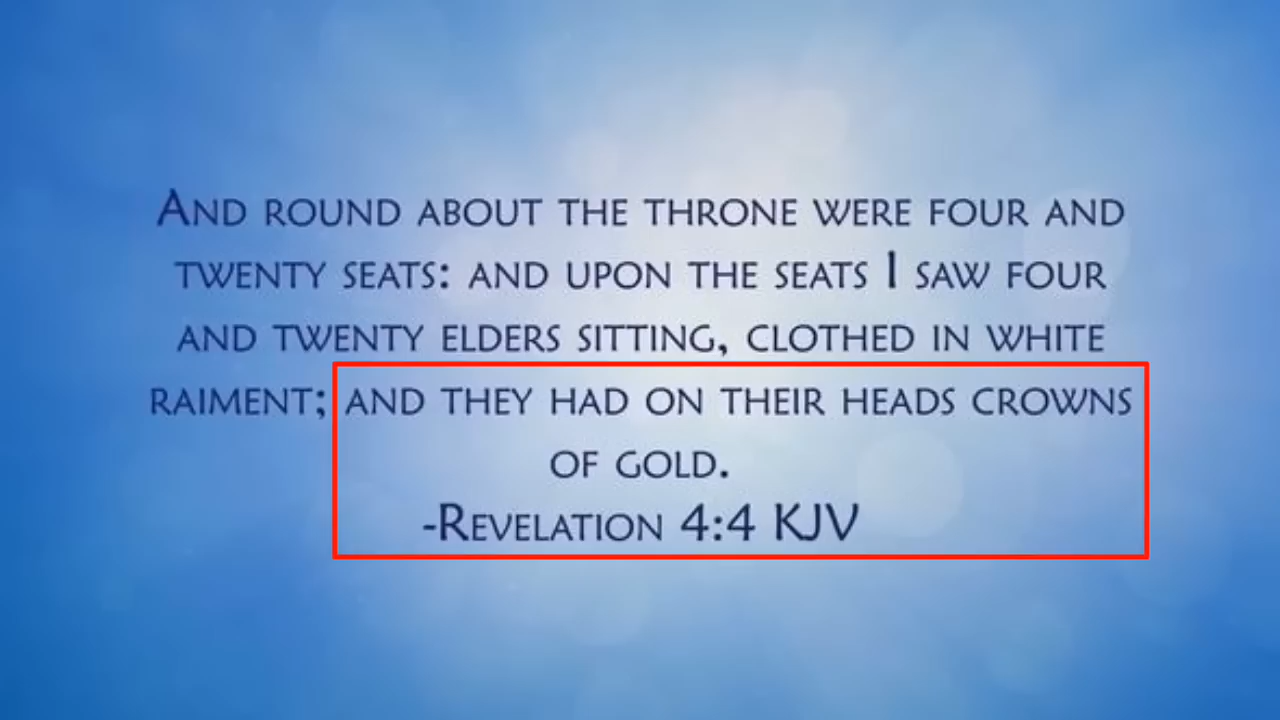 And round about the throne were four and
twenty seats: and upon the seats I saw four
and twenty elders sitting, clothed in white
raiment; and they had on their heads crowns
of gold.
-Revelation 4:4 KJV